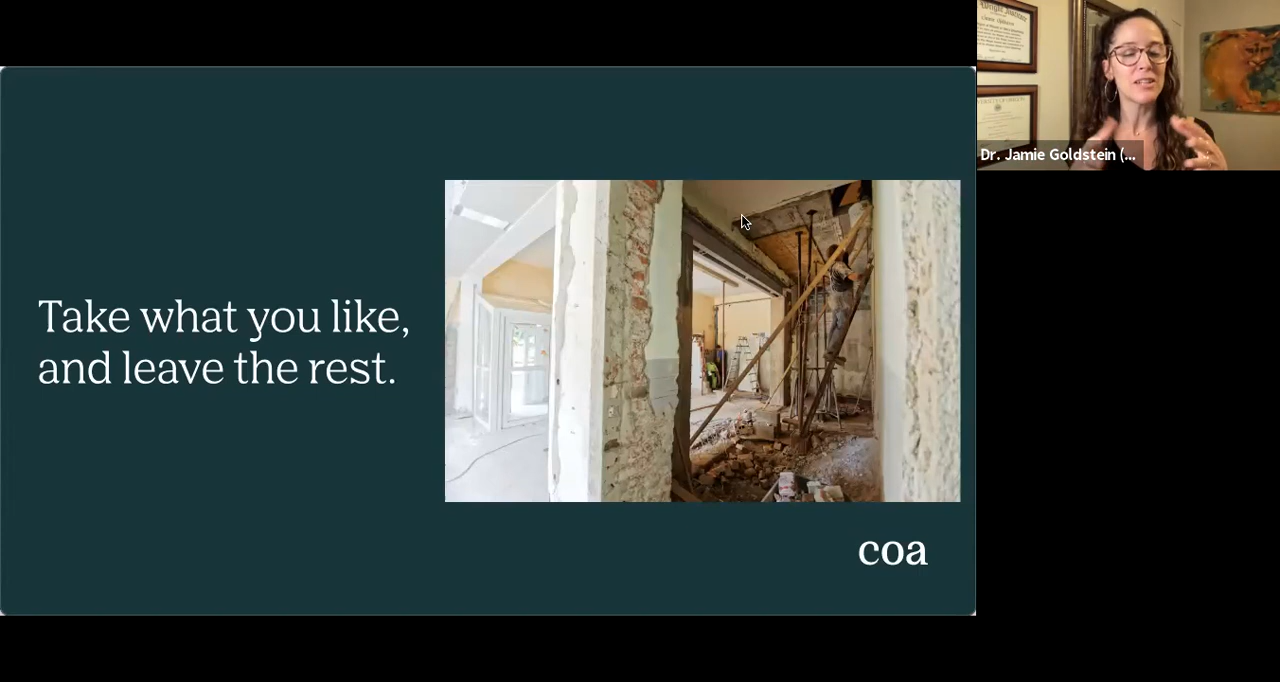 Take what you like,
and leave the rest.
coa
Dr. Jamie Goldstein (...